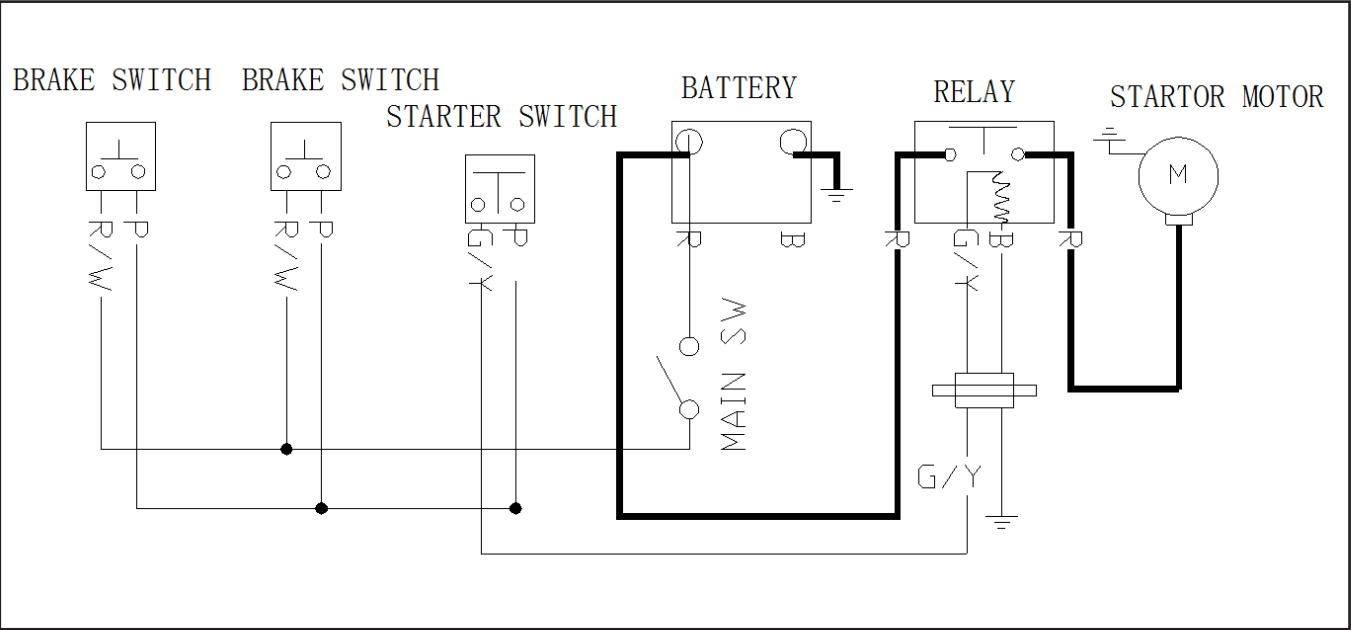 BRAKE SWITCH
BRAKE SWITCH
STARTER SWITCH
BATTERY
RELAY
STARTOR MOTOR
M
R/W
P
R/W
P
G/Y
P
R
B
R
G/Y
B
R
MAIN SW
G/Y